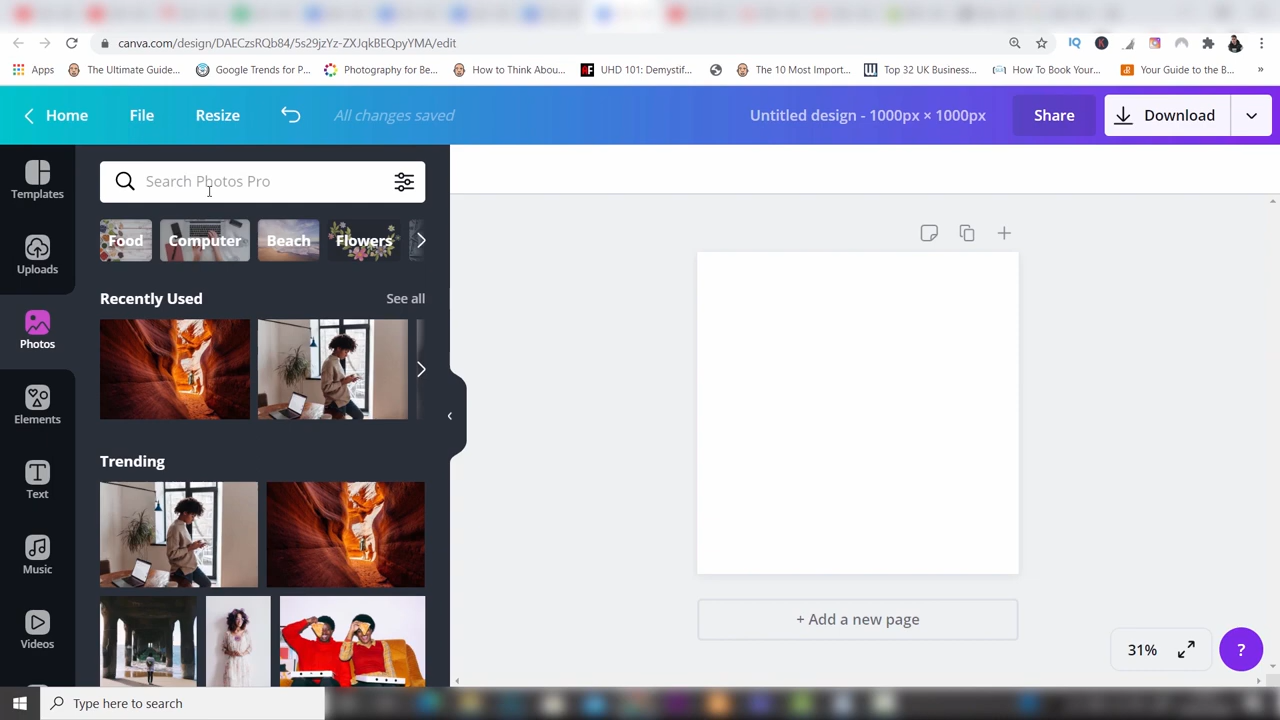 canva.com/design/DAECzsRQb84/5s29jzYz-ZXJqkBEQpyYMA/edit
Apps The Ultimate Guide... Google Trends for P... Photography for Be... How to Think Abou... UHD 101: Demystif... The 10 Most Import... Top 32 UK Business... How To Book Your... Your Guide to the B... »
Home File Resize All changes saved Untitled design - 1000px × 1000px Share Download
Templates
Uploads
Photos
Elements
Text
Music
Videos
Search Photos Pro
Food Computer Beach Flowers
Recently Used See all
Trending
+ Add a new page
31% ?
Type here to search